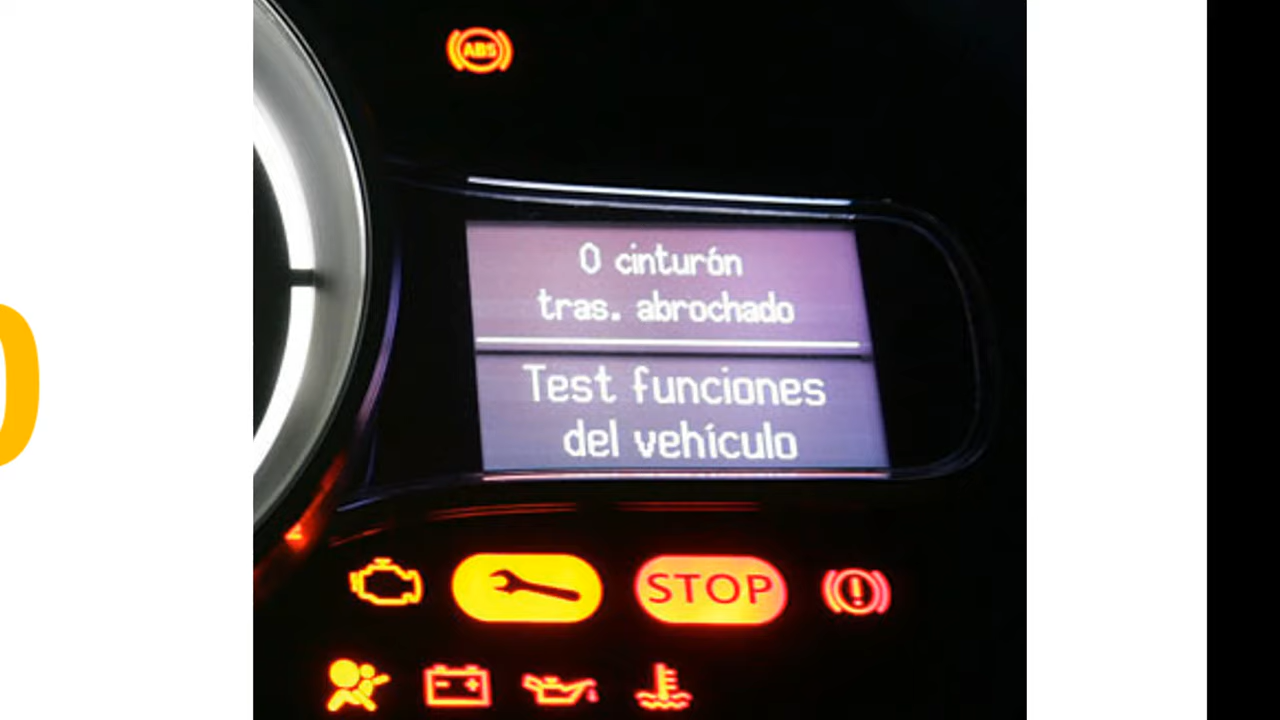 ABS
0 cinturón
tras. abrochado
Test funciones
del vehículo
STOP